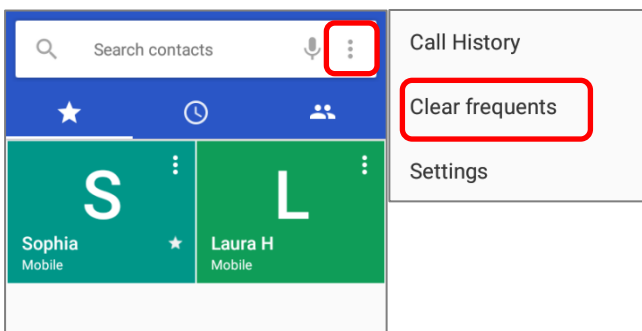 Search contacts
S
Sophia
Mobile
L
Laura H
Mobile
Call History
Clear frequents
Settings